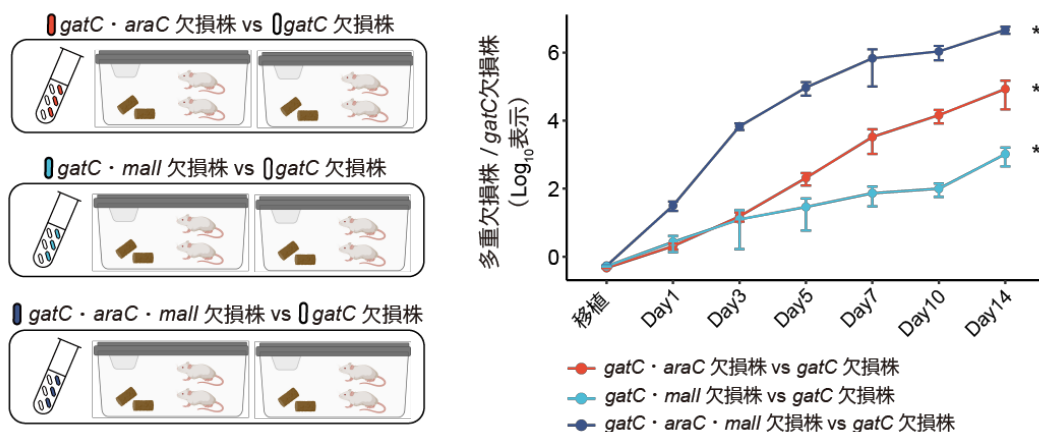 gatC・araC 欠損株 vs gatC 欠損株
gatC・malI 欠損株 vs gatC 欠損株
gatC・araC・malI 欠損株 vs gatC 欠損株
多重欠損株 / gatC欠損株
(Log10表示)
6
4
2
0
*
*
*
移植
Day1
Day3
Day5
Day7
Day10
Day14
gatC・araC 欠損株 vs gatC 欠損株
gatC・malI 欠損株 vs gatC 欠損株
gatC・araC・malI 欠損株 vs gatC 欠損株